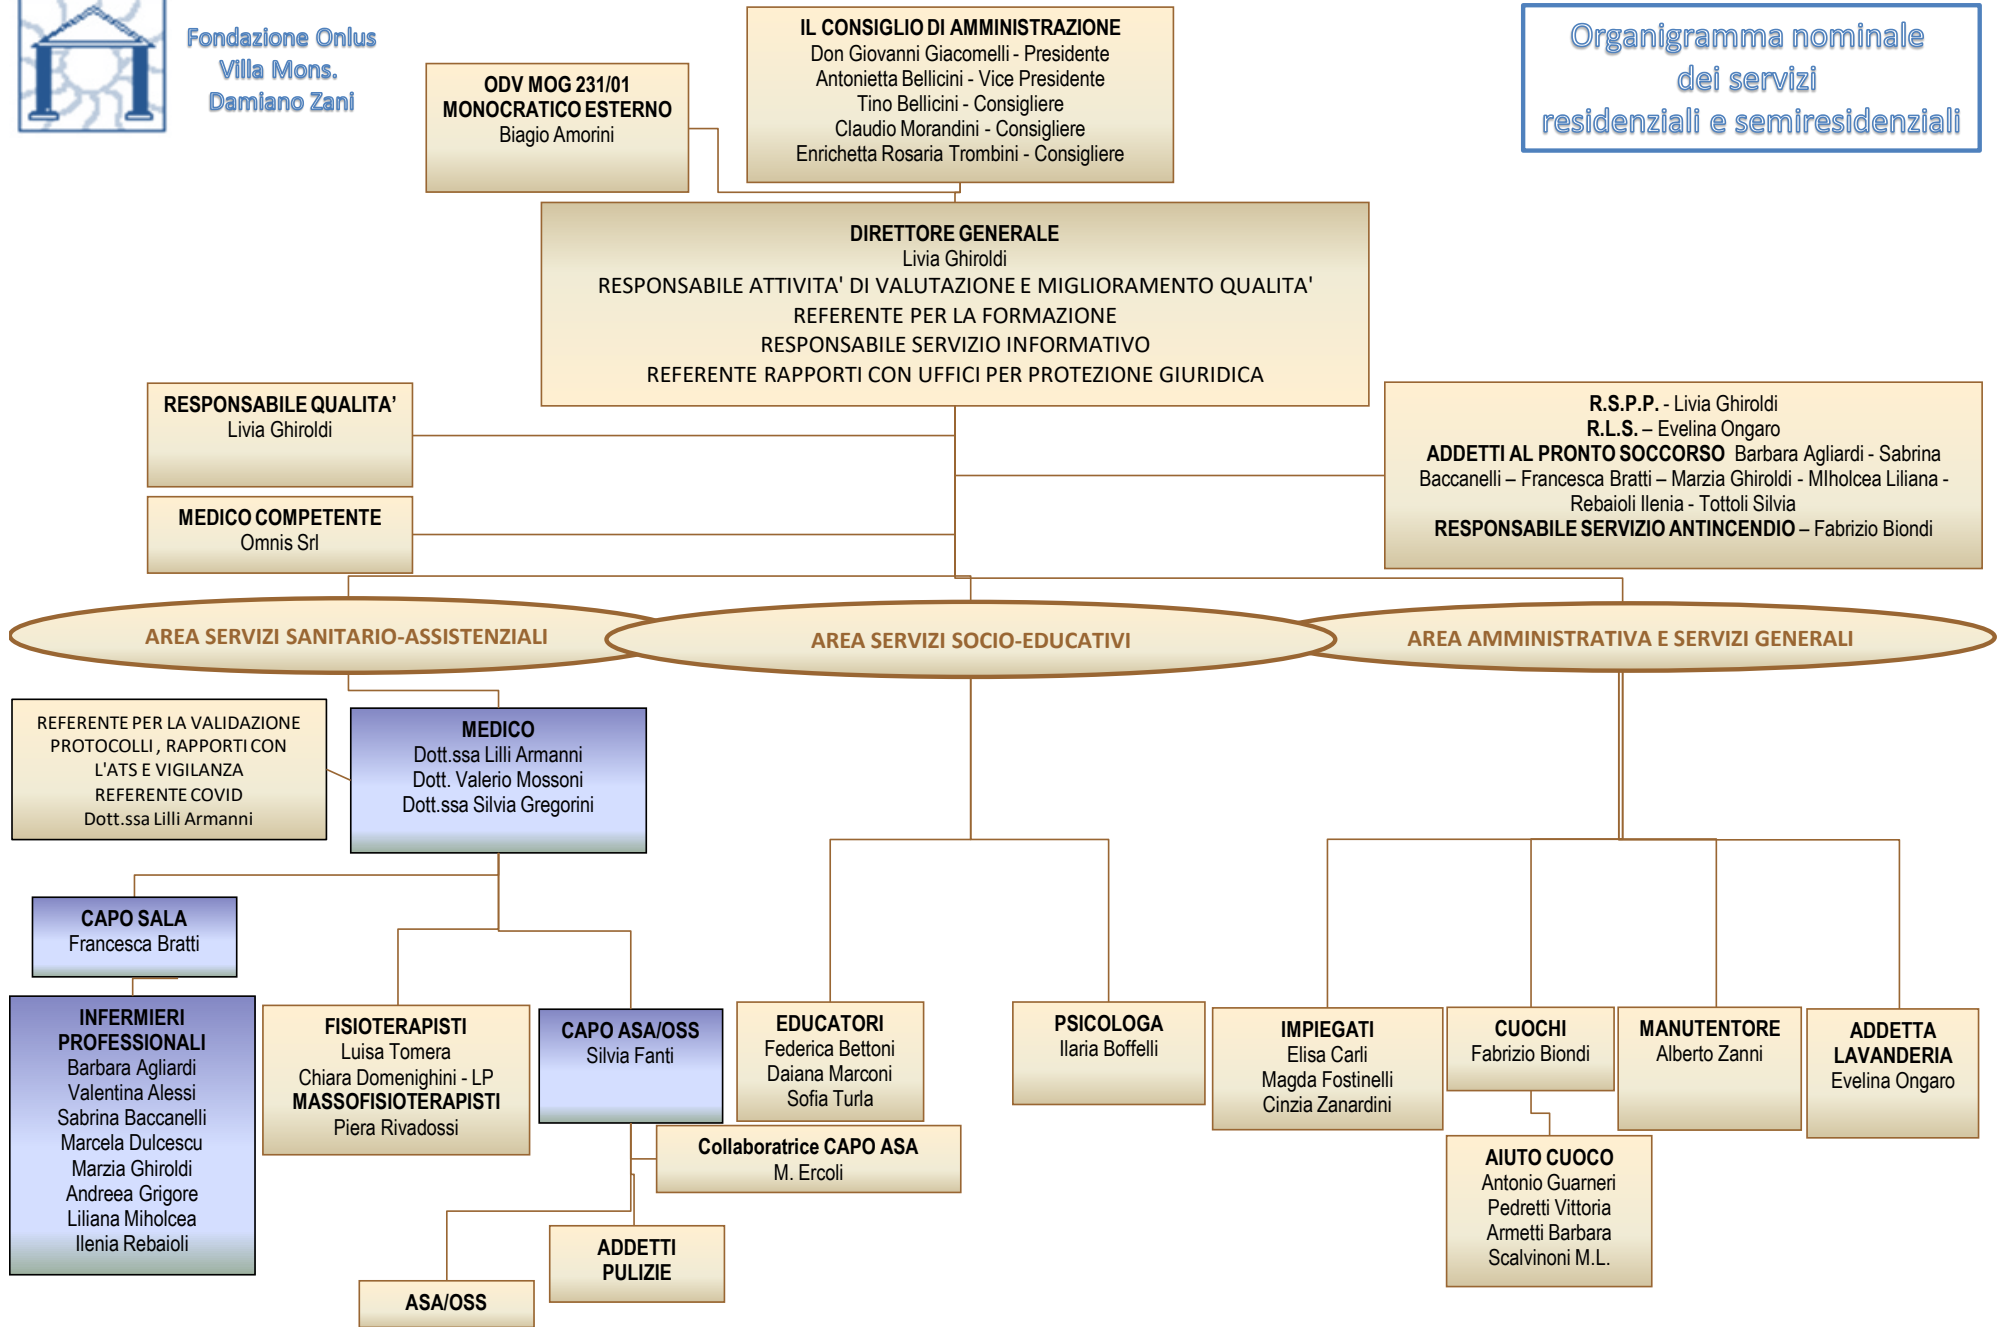 Fondazione Onlus
Villa Mons.
Damiano Zani
ODV MOG 231/01
MONOCRATICO ESTERNO
Biagio Amorini
IL CONSIGLIO DI AMMINISTRAZIONE
Don Giovanni Giacomelli - Presidente
Antonietta Bellicini - Vice Presidente
Tino Bellicini - Consigliere
Claudio Morandini - Consigliere
Enrichetta Rosaria Trombini - Consigliere
Organigramma nominale
dei servizi
residenziali e semiresidenziali
DIRETTORE GENERALE
Livia Ghiroldi
RESPONSABILE ATTIVITA' DI VALUTAZIONE E MIGLIORAMENTO QUALITA'
REFERENTE PER LA FORMAZIONE
RESPONSABILE SERVIZIO INFORMATIVO
REFERENTE RAPPORTI CON UFFICI PER PROTEZIONE GIURIDICA
RESPONSABILE QUALITA’
Livia Ghiroldi
MEDICO COMPETENTE
Omnis Srl
R.S.P.P. - Livia Ghiroldi
R.L.S. – Evelina Ongaro
ADDETTI AL PRONTO SOCCORSO Barbara Agliardi - Sabrina
Baccanelli – Francesca Bratti – Marzia Ghiroldi - MIholcea Liliana -
Rebaioli Ilenia - Tottoli Silvia
RESPONSABILE SERVIZIO ANTINCENDIO – Fabrizio Biondi
AREA SERVIZI SANITARIO-ASSISTENZIALI
AREA SERVIZI SOCIO-EDUCATIVI
AREA AMMINISTRATIVA E SERVIZI GENERALI
REFERENTE PER LA VALIDAZIONE
PROTOCOLLI , RAPPORTI CON
L'ATS E VIGILANZA
REFERENTE COVID
Dott.ssa Lilli Armanni
MEDICO
Dott.ssa Lilli Armanni
Dott. Valerio Mossoni
Dott.ssa Silvia Gregorini
CAPO SALA
Francesca Bratti
INFERMIERI
PROFESSIONALI
Barbara Agliardi
Valentina Alessi
Sabrina Baccanelli
Marcela Dulcescu
Marzia Ghiroldi
Andreea Grigore
Liliana Miholcea
Ilenia Rebaioli
FISIOTERAPISTI
Luisa Tomera
Chiara Domenighini - LP
MASSOFISIOTERAPISTI
Piera Rivadossi
CAPO ASA/OSS
Silvia Fanti
Collaboratrice CAPO ASA
M. Ercoli
ADDETTI
PULIZIE
ASA/OSS
EDUCATORI
Federica Bettoni
Daiana Marconi
Sofia Turla
PSICOLOGA
Ilaria Boffelli
IMPIEGATI
Elisa Carli
Magda Fostinelli
Cinzia Zanardini
CUOCHI
Fabrizio Biondi
AIUTO CUOCO
Antonio Guarneri
Pedretti Vittoria
Armetti Barbara
Scalvinoni M.L.
MANUTENTORE
Alberto Zanni
ADDETTA
LAVANDERIA
Evelina Ongaro